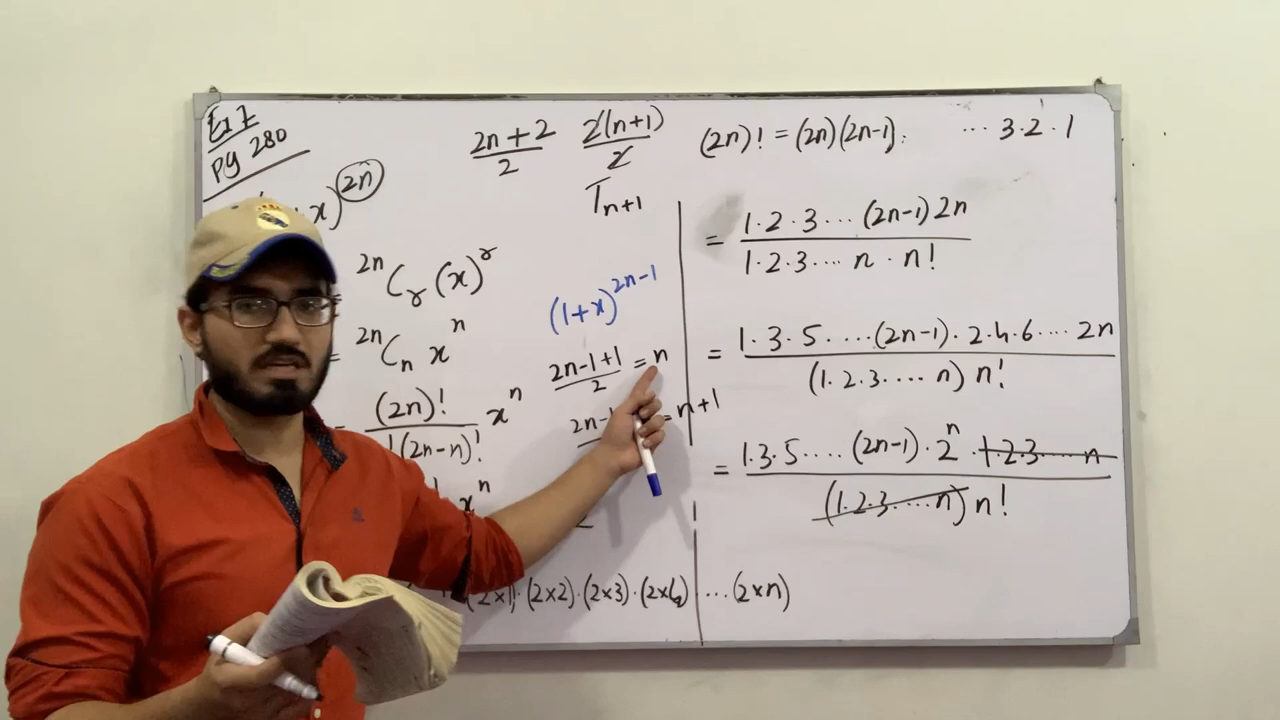 Ex 7
pg 280
x)^{2n}
= ^{2n}C_r (x)^r
= ^{2n}C_n x^n
= (2n)! / !(2n-n)! x^n
! x^n
2n+2 / 2
2(n+1) / 2
T_{n+1}
(1+x)^{2n-1}
2n-1+1 / 2 = n
2n-1 = n+1
2
(2×1)·(2×2)·(2×3)·(2×4) ... (2×n)
(2n)! = (2n)(2n-1). ... 3·2·1
= 1·2·3··· (2n-1) 2n / 1·2·3··· n · n!
= 1·3·5·····(2n-1)·2·4·6···· 2n / (1·2·3···· n) n!
= 1·3·5···· (2n-1)·2^n · 1·2·3 ---- n / (1·2·3····n) n!